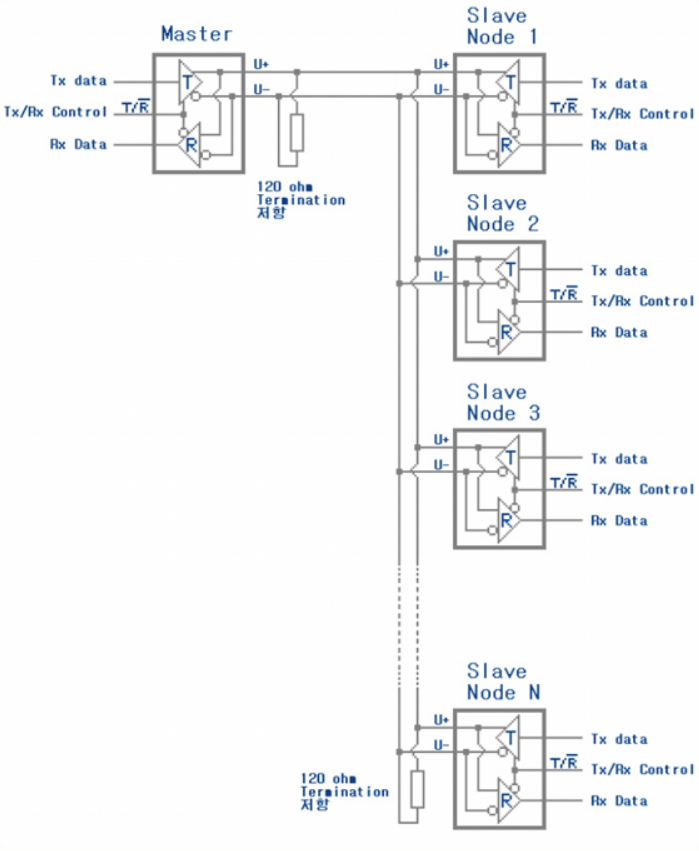 Master
Tx data
Tx/Rx Control
T/R̅
Rx Data
T
R
U+
U-
120 ohm
Termination
저항
Slave
Node 1
U+
U-
T
R
Tx data
T/R̅
Tx/Rx Control
Rx Data
Slave
Node 2
U+
U-
T
R
Tx data
T/R̅
Tx/Rx Control
Rx Data
Slave
Node 3
U+
U-
T
R
Tx data
T/R̅
Tx/Rx Control
Rx Data
Slave
Node N
U+
U-
T
R
Tx data
T/R̅
Tx/Rx Control
Rx Data
120 ohm
Termination
저항